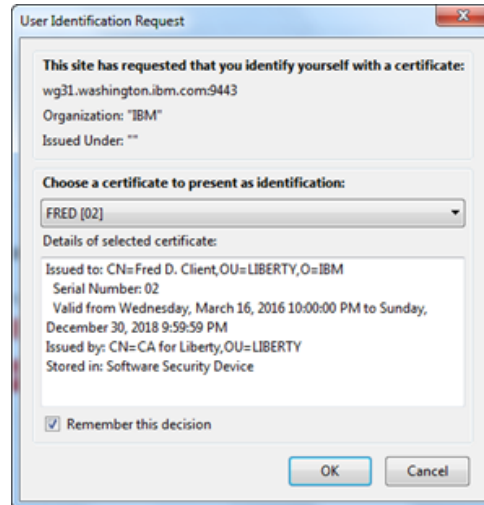 User Identification Request
This site has requested that you identify yourself with a certificate:
wg31.washington.ibm.com:9443
Organization: "IBM"
Issued Under: ""
Choose a certificate to present as identification:
FRED [02]
Details of selected certificate:
Issued to: CN=Fred D. Client,OU=LIBERTY,O=IBM
Serial Number: 02
Valid from Wednesday, March 16, 2016 10:00:00 PM to Sunday,
December 30, 2018 9:59:59 PM
Issued by: CN=CA for Liberty,OU=LIBERTY
Stored in: Software Security Device
Remember this decision
OK
Cancel